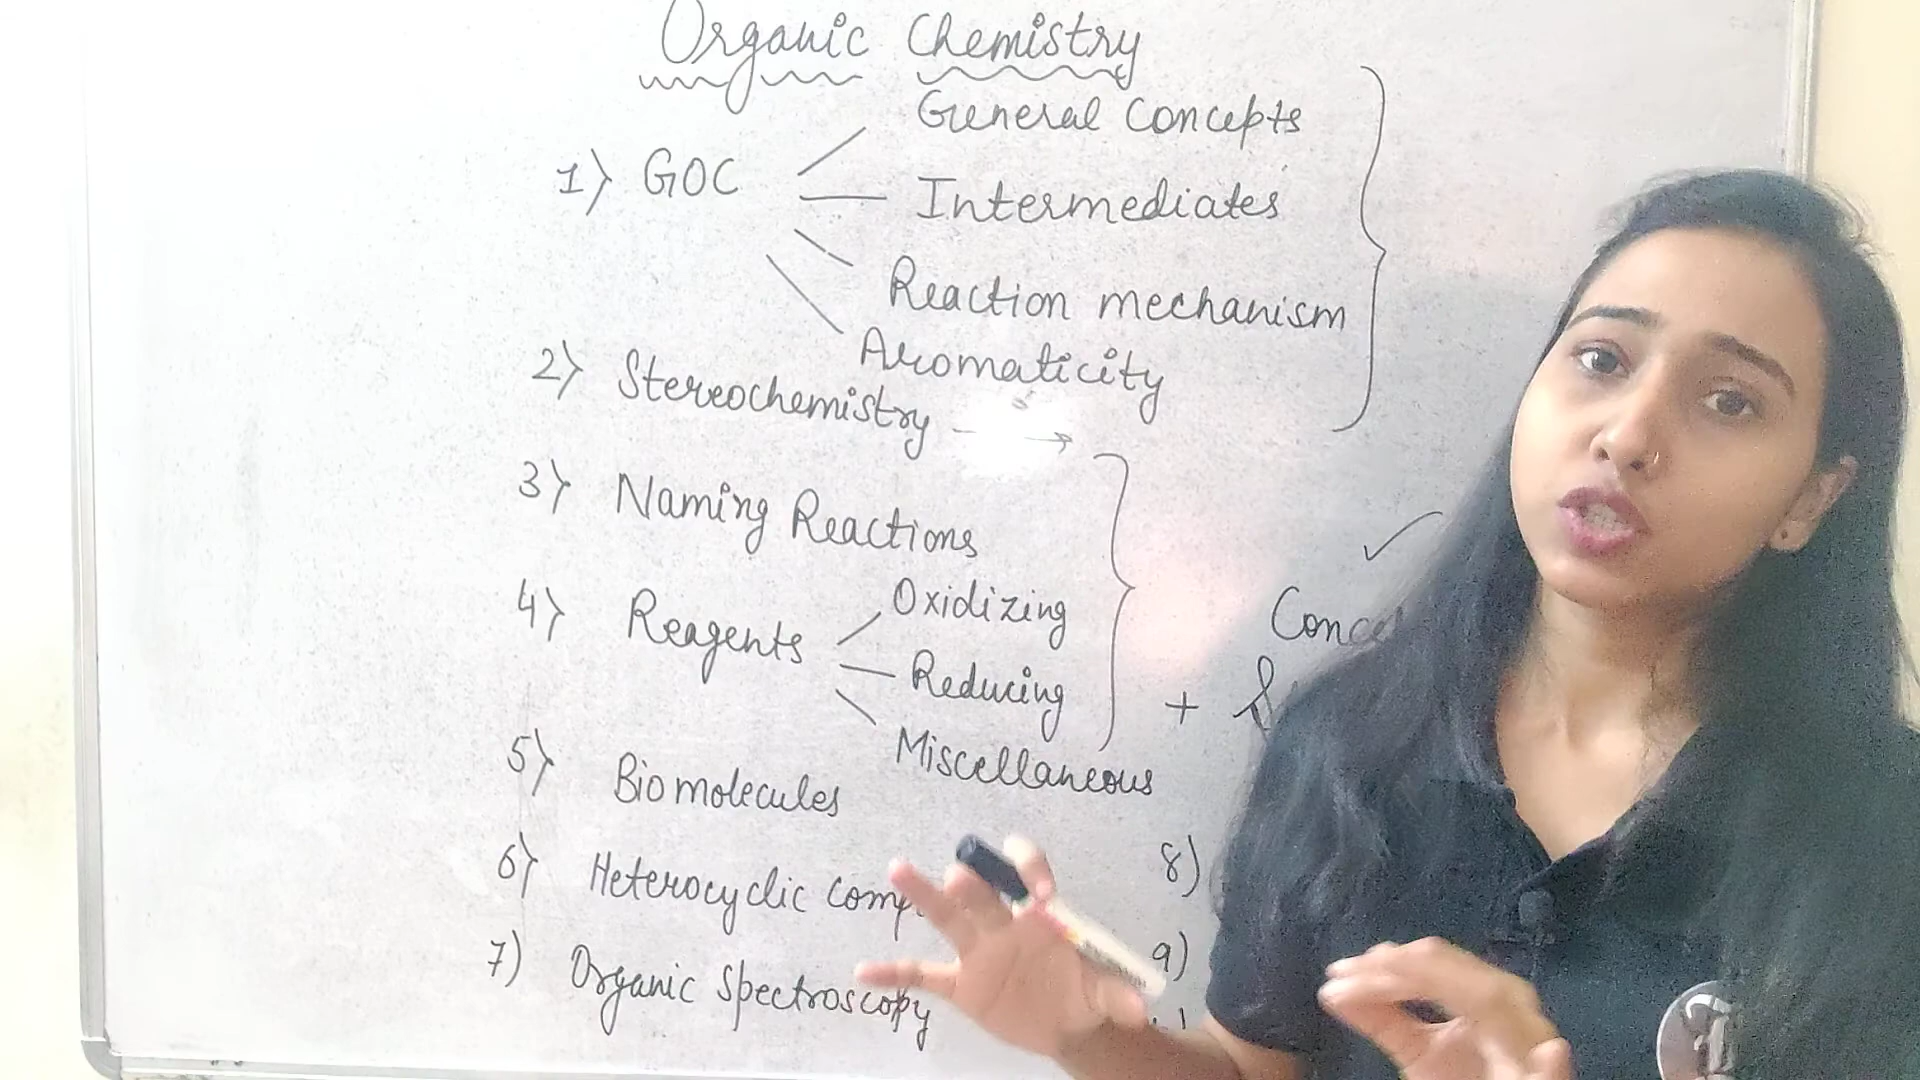 Organic Chemistry
1) GOC
General Concepts
Intermediates
Reaction mechanism
Aromaticity
2) Stereochemistry →
3) Naming Reactions
4) Reagents
Oxidizing
Reducing
Miscellaneous
5) Biomolecules
6) Heterocyclic
7) Organic Spectroscopy
+
8)
9)